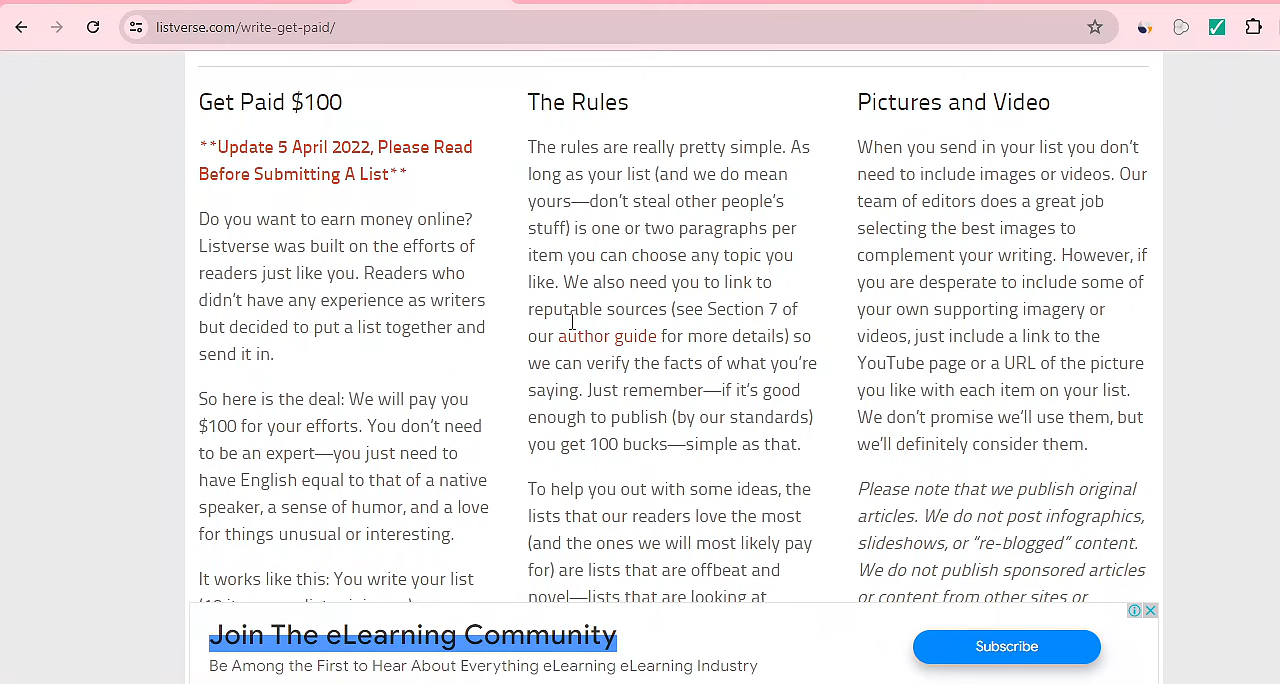 listverse.com/write-get-paid/
Get Paid $100
**Update 5 April 2022, Please Read
Before Submitting A List**
Do you want to earn money online?
Listverse was built on the efforts of
readers just like you. Readers who
didn’t have any experience as writers
but decided to put a list together and
send it in.
So here is the deal: We will pay you
$100 for your efforts. You don’t need
to be an expert—you just need to
have English equal to that of a native
speaker, a sense of humor, and a love
for things unusual or interesting.
It works like this: You write your list
The Rules
The rules are really pretty simple. As
long as your list (and we do mean
yours—don’t steal other people’s
stuff) is one or two paragraphs per
item you can choose any topic you
like. We also need you to link to
reputable sources (see Section 7 of
our author guide for more details) so
we can verify the facts of what you’re
saying. Just remember—if it’s good
enough to publish (by our standards)
you get 100 bucks—simple as that.
To help you out with some ideas, the
lists that our readers love the most
(and the ones we will most likely pay
for) are lists that are offbeat and
novel—lists that are looking at
Pictures and Video
When you send in your list you don’t
need to include images or videos. Our
team of editors does a great job
selecting the best images to
complement your writing. However, if
you are desperate to include some of
your own supporting imagery or
videos, just include a link to the
YouTube page or a URL of the picture
you like with each item on your list.
We don’t promise we’ll use them, but
we’ll definitely consider them.
Please note that we publish original
articles. We do not post infographics,
slideshows, or “re-blogged” content.
We do not publish sponsored articles
or content from other sites or
Join The eLearning Community
Be Among the First to Hear About Everything eLearning eLearning Industry
Subscribe